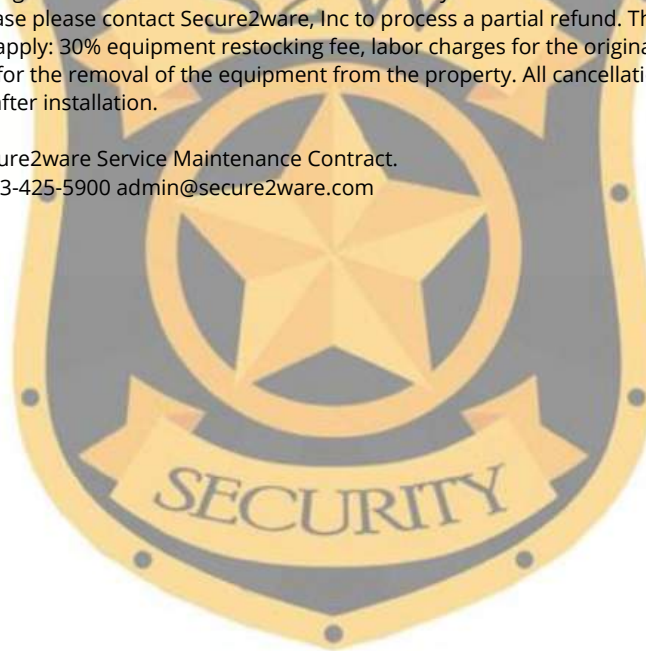 ase please contact Secure2ware, Inc to process a partial refund. Th
apply: 30% equipment restocking fee, labor charges for the origina
for the removal of the equipment from the property. All cancellati
after installation.
ure2ware Service Maintenance Contract.
3-425-5900 admin@secure2ware.com
S2W
SECURITY